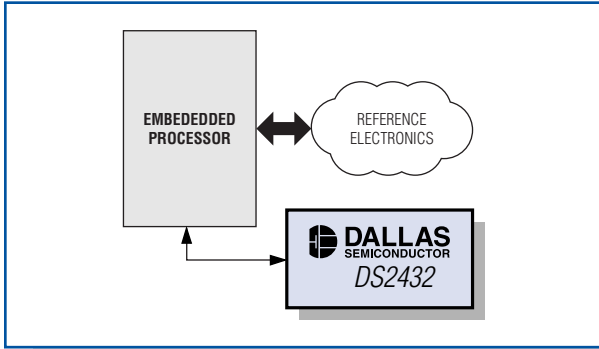 EMBEDEDDED
PROCESSOR
REFERENCE
ELECTRONICS
DALLAS
SEMICONDUCTOR
DS2432